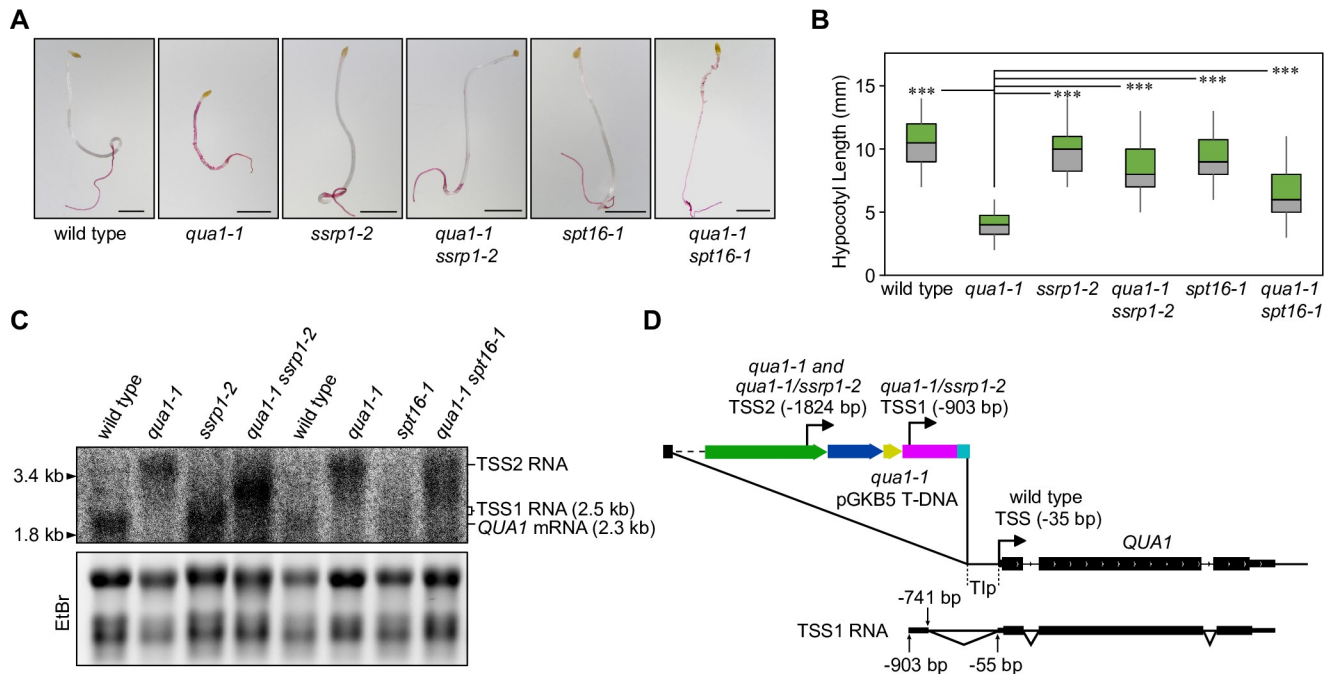 A
wild type
qua1-1
ssrp1-2
qua1-1
ssrp1-2
spt16-1
qua1-1
spt16-1
B
Hypocotyl Length (mm)
15
10
5
0
***
***
***
***
***
wild type
qua1-1
ssrp1-2
qua1-1
ssrp1-2
spt16-1
qua1-1
spt16-1
C
wild type
qua1-1
ssrp1-2
qua1-1 ssrp1-2
wild type
qua1-1
spt16-1
qua1-1 spt16-1
3.4 kb
1.8 kb
TSS2 RNA
TSS1 RNA (2.5 kb)
QUA1 mRNA (2.3 kb)
EtBr
D
qua1-1 and
qua1-1/ssrp1-2
TSS2 (-1824 bp)
qua1-1/ssrp1-2
TSS1 (-903 bp)
qua1-1
pGKB5 T-DNA
wild type
TSS (-35 bp)
QUA1
TIp
-741 bp
TSS1 RNA
-903 bp
-55 bp